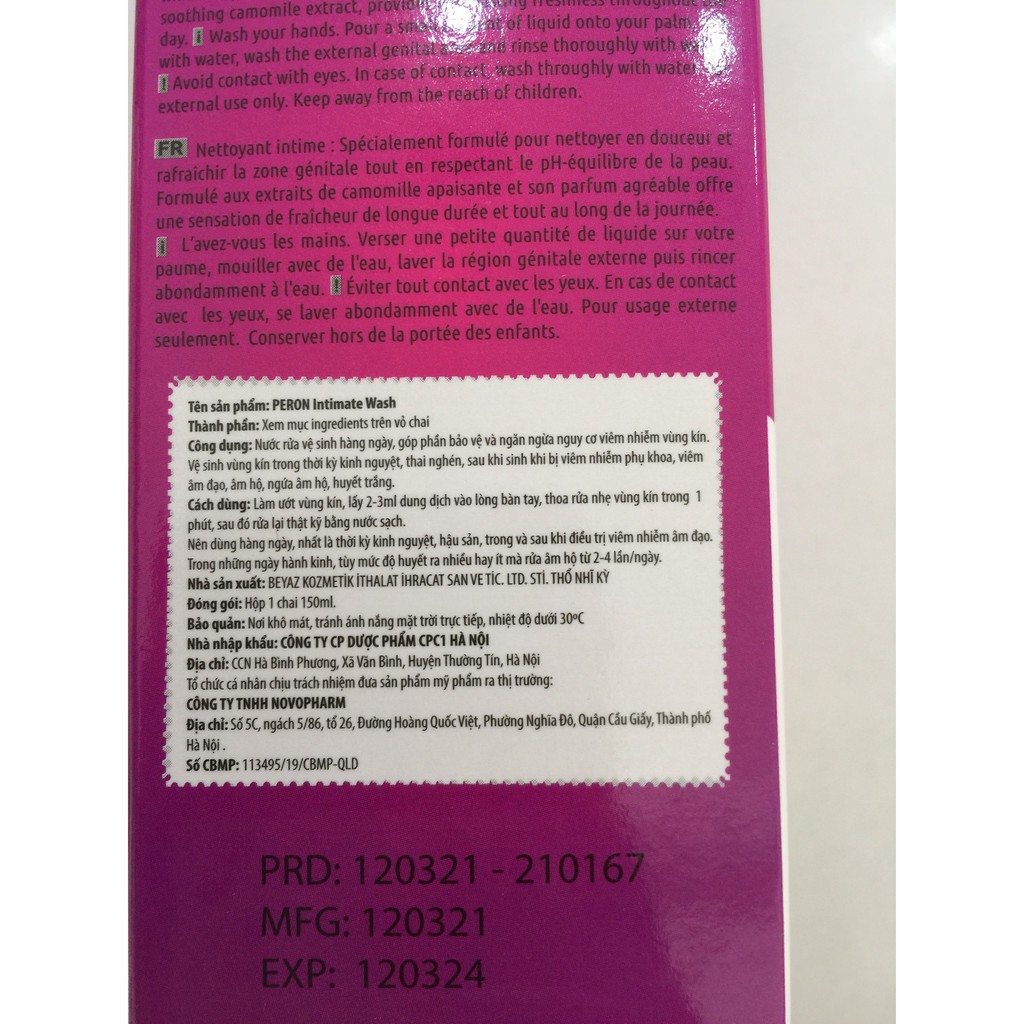 soothing camomile extract, freshness throughout the
day. i Wash your hands. Pour a of liquid onto your palm,
with water, wash the external genital and rinse thoroughly with
! Avoid contact with eyes. In case of contact, wash throughly with water.
external use only. Keep away from the reach of children.
FR Nettoyant intime : Spécialement formulé pour nettoyer en douceur et
rafraîchir la zone génitale tout en respectant le pH-équilibre de la peau.
Formulé aux extraits de camomille apaisante et son parfum agréable offre
une sensation de fraîcheur de longue durée et tout au long de la journée.
i L'avez-vous les mains. Verser une petite quantité de liquide sur votre
paume, mouiller avec de l'eau, laver la région génitale externe puis rincer
abondamment à l'eau. ! Éviter tout contact avec les yeux. En cas de contact
avec les yeux, se laver abondamment avec de l'eau. Pour usage externe
seulement. Conserver hors de la portée des enfants.
Tên sản phẩm: PERON Intimate Wash
Thành phần: Xem mục ingredients trên vỏ chai
Công dụng: Nước rửa vệ sinh hàng ngày, góp phần bảo vệ và ngăn ngừa nguy cơ viêm nhiễm vùng kín.
Vệ sinh vùng kín trong thời kỳ kinh nguyệt, thai nghén, sau khi sinh khi bị viêm nhiễm phụ khoa, viêm
âm đạo, âm hộ, ngứa âm hộ, huyết trắng.
Cách dùng: Làm ướt vùng kín, lấy 2-3ml dung dịch vào lòng bàn tay, thoa rửa nhẹ vùng kín trong 1
phút, sau đó rửa lại thật kỹ bằng nước sạch.
Nên dùng hàng ngày, nhất là thời kỳ kinh nguyệt, hậu sản, trong và sau khi điều trị viêm nhiễm âm đạo.
Trong những ngày hành kinh, tùy mức độ huyết ra nhiều hay ít mà rửa âm hộ từ 2-4 lần/ngày.
Nhà sản xuất: BEYAZ KOZMETİK İTHALAT İHRACAT SAN VE TİC. LTD. STİ. THỔ NHĨ KỲ
Đóng gói: Hộp 1 chai 150ml.
Bảo quản: Nơi khô mát, tránh ánh nắng mặt trời trực tiếp, nhiệt độ dưới 30ºC
Nhà nhập khẩu: CÔNG TY CP DƯỢC PHẨM CPC1 HÀ NỘI
Địa chỉ: CCN Hà Bình Phương, Xã Văn Bình, Huyện Thường Tín, Hà Nội
Tổ chức cá nhân chịu trách nhiệm đưa sản phẩm mỹ phẩm ra thị trường:
CÔNG TY TNHH NOVOPHARM
Địa chỉ: Số 5C, ngách 5/86, tổ 26, Đường Hoàng Quốc Việt, Phường Nghĩa Đô, Quận Cầu Giấy, Thành phố
Hà Nội .
Số CBMP: 113495/19/CBMP-QLD
PRD: 120321 - 210167
MFG: 120321
EXP: 120324